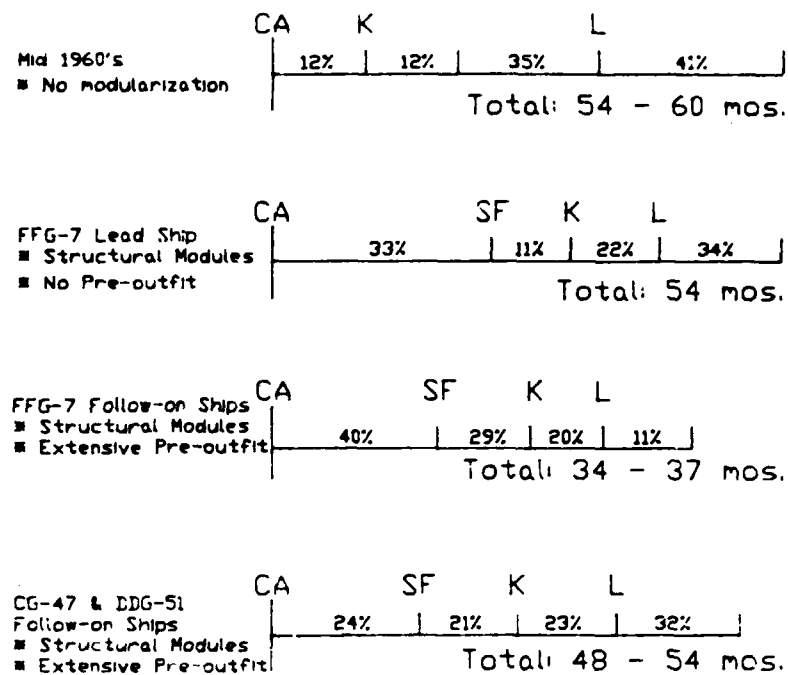 CA K L
Mid 1960's
■ No modularization
12% 12% 35% 41%
Total: 54 - 60 mos.
CA SF K L
FFG-7 Lead Ship
■ Structural Modules
■ No Pre-outfit
33% 11% 22% 34%
Total: 54 mos.
CA SF K L
FFG-7 Follow-on Ships
■ Structural Modules
■ Extensive Pre-outfit
40% 29% 20% 11%
Total: 34 - 37 mos.
CA SF K L
CG-47 & DDG-51
Follow-on Ships
■ Structural Modules
■ Extensive Pre-outfit
24% 21% 23% 32%
Total: 48 - 54 mos.